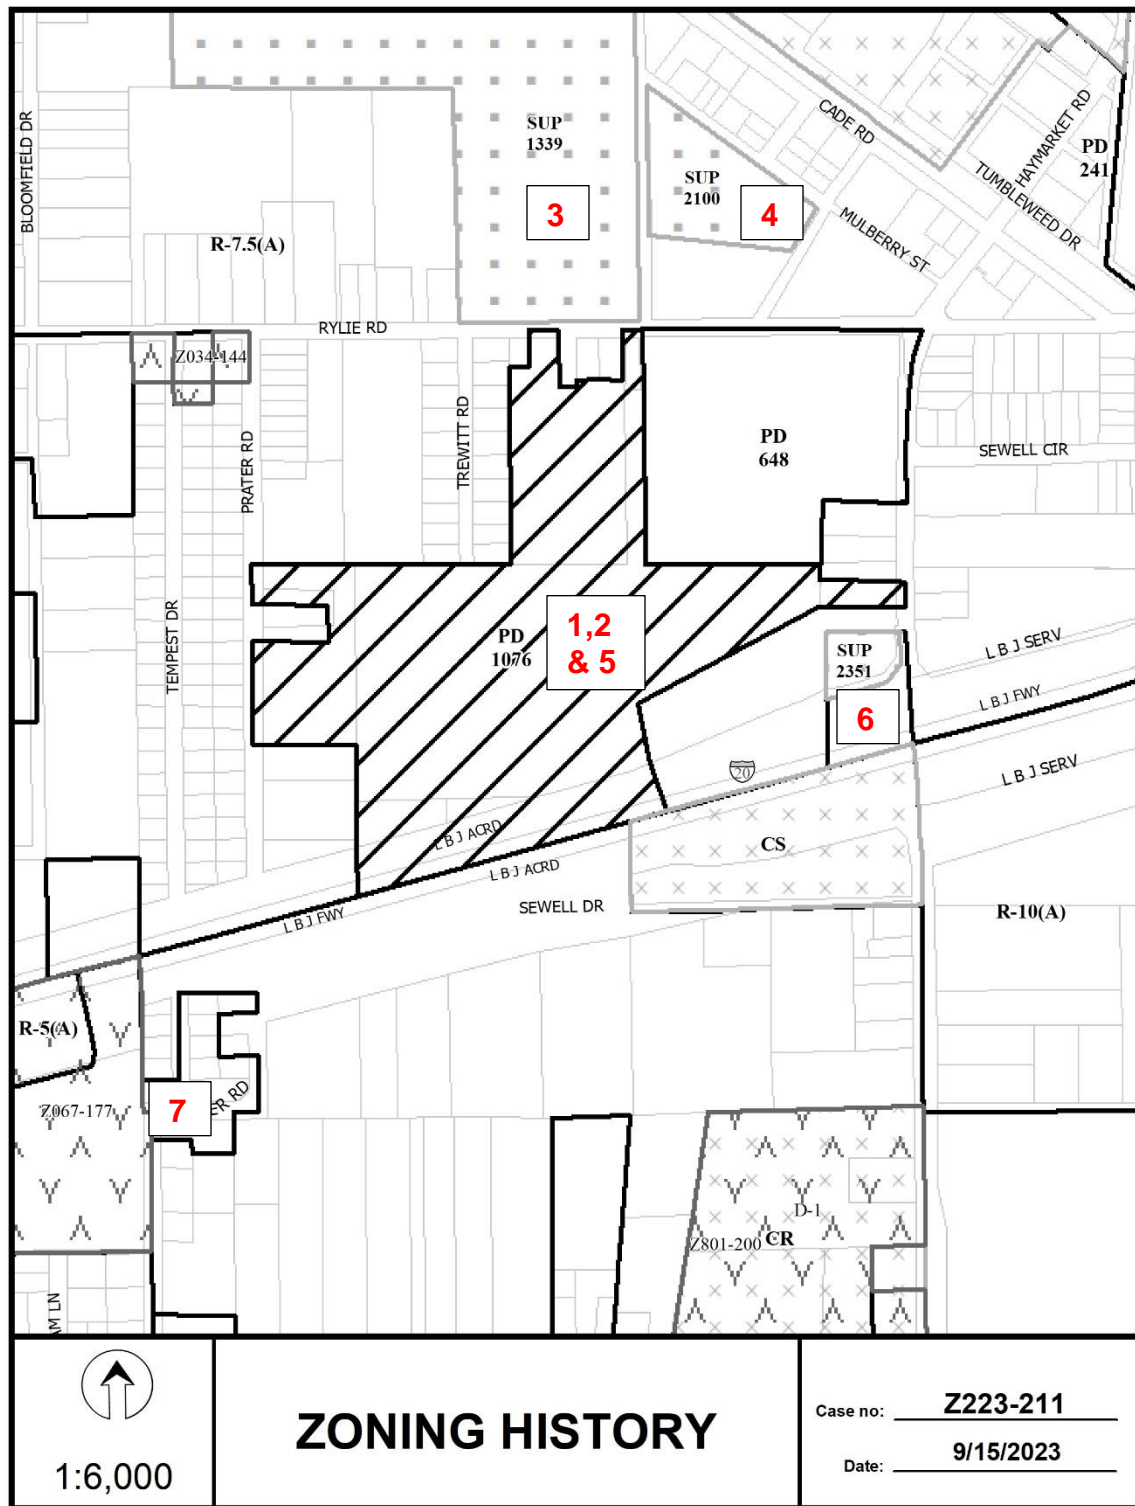 BLOOMFIELD DR
SUP
1339
3
SUP
2100
4
CADE RD
HAYMARKET RD
PD
241
TUMBLEWEED DR
MULBERRY ST
R-7.5(A)
RYLIE RD
Z034-144
PRATER RD
TREWITT RD
PD
648
SEWELL CIR
TEMPEST DR
PD
1076
1,2
& 5
SUP
2351
6
L B J SERV
L B J FWY
L B J SERV
20
L B J ACRD
L B J ACRD
CS
SEWELL DR
L B J FWY
R-10(A)
R-5(A)
Z067-177
7
ER RD
D-1
Z801-200
CR
AM LN
1:6,000
ZONING HISTORY
Case no: Z223-211
Date: 9/15/2023